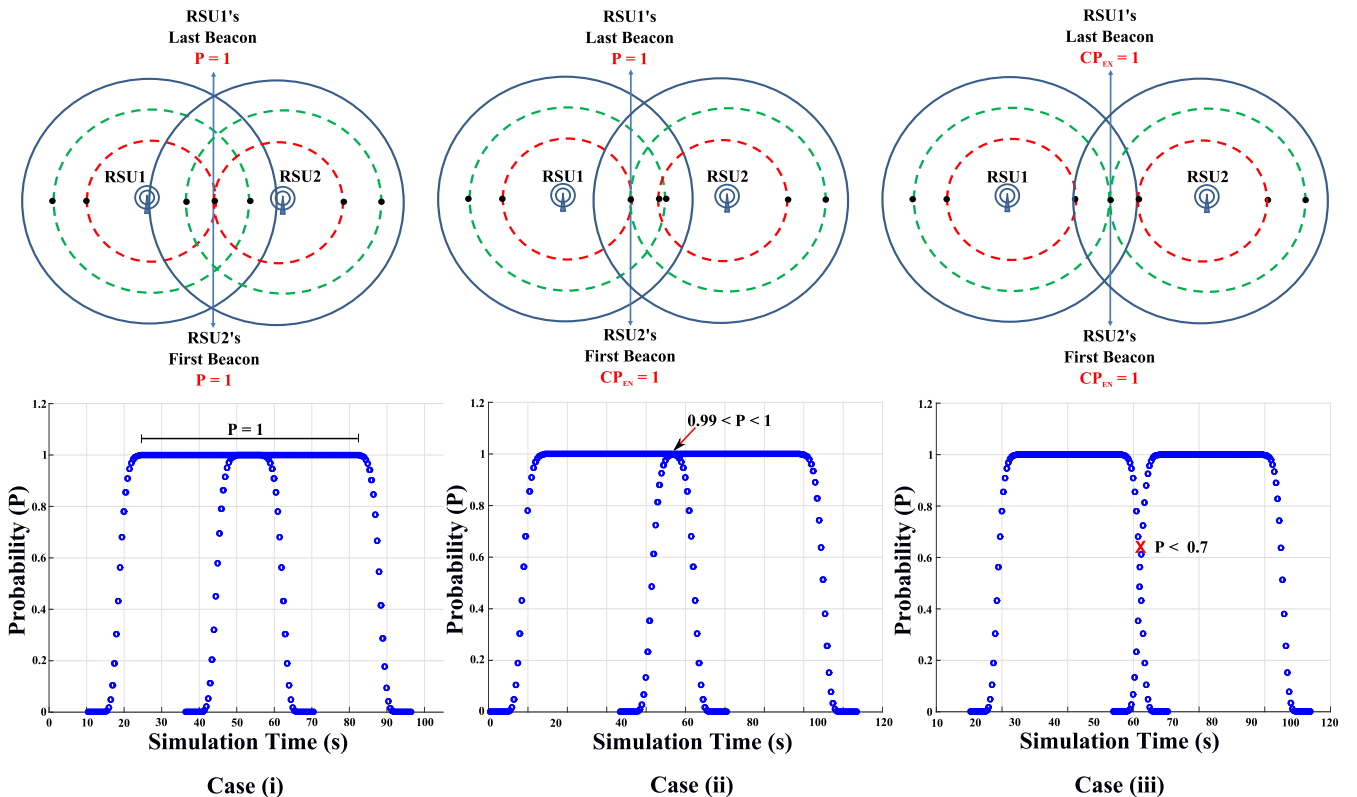 RSU1's
Last Beacon
P = 1
RSU1
RSU2
RSU2's
First Beacon
P = 1
RSU1's
Last Beacon
P = 1
RSU1
RSU2
RSU2's
First Beacon
CP_EN = 1
RSU1's
Last Beacon
CP_EX = 1
RSU1
RSU2
RSU2's
First Beacon
CP_EN = 1
Probability (P)
1.2
1
0.8
0.6
0.4
0.2
0
P = 1
0 10 20 30 40 50 60 70 80 90 100
Simulation Time (s)
Case (i)
Probability (P)
1.2
1
0.8
0.6
0.4
0.2
0
0.99 < P < 1
0 20 20 40 60 80 100 120
Simulation Time (s)
Case (ii)
Probability (P)
1.2
1
0.8
0.6
0.4
0.2
0
X P < 0.7
10 30 40 50 60 80 90 100 120
Simulation Time (s)
Case (iii)